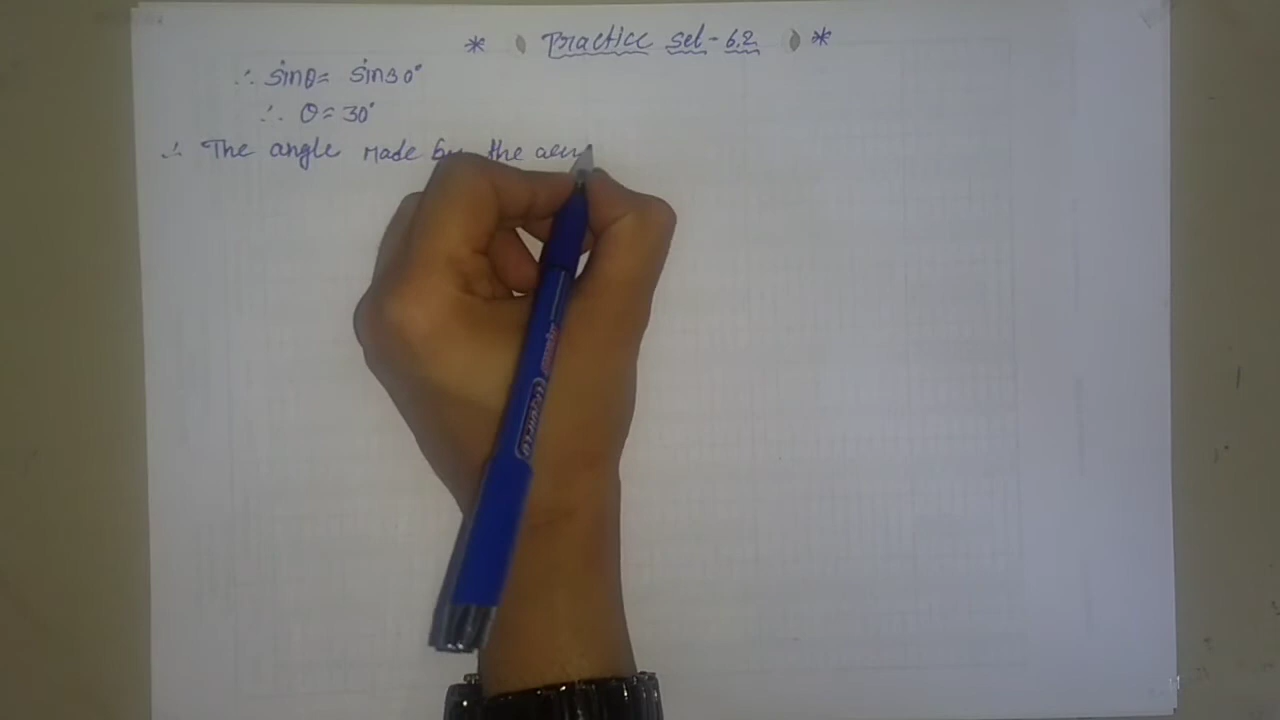 * Practice set - 6.2 *
∴ sinθ = sin30°
∴ θ = 30°
∴ The angle made by the